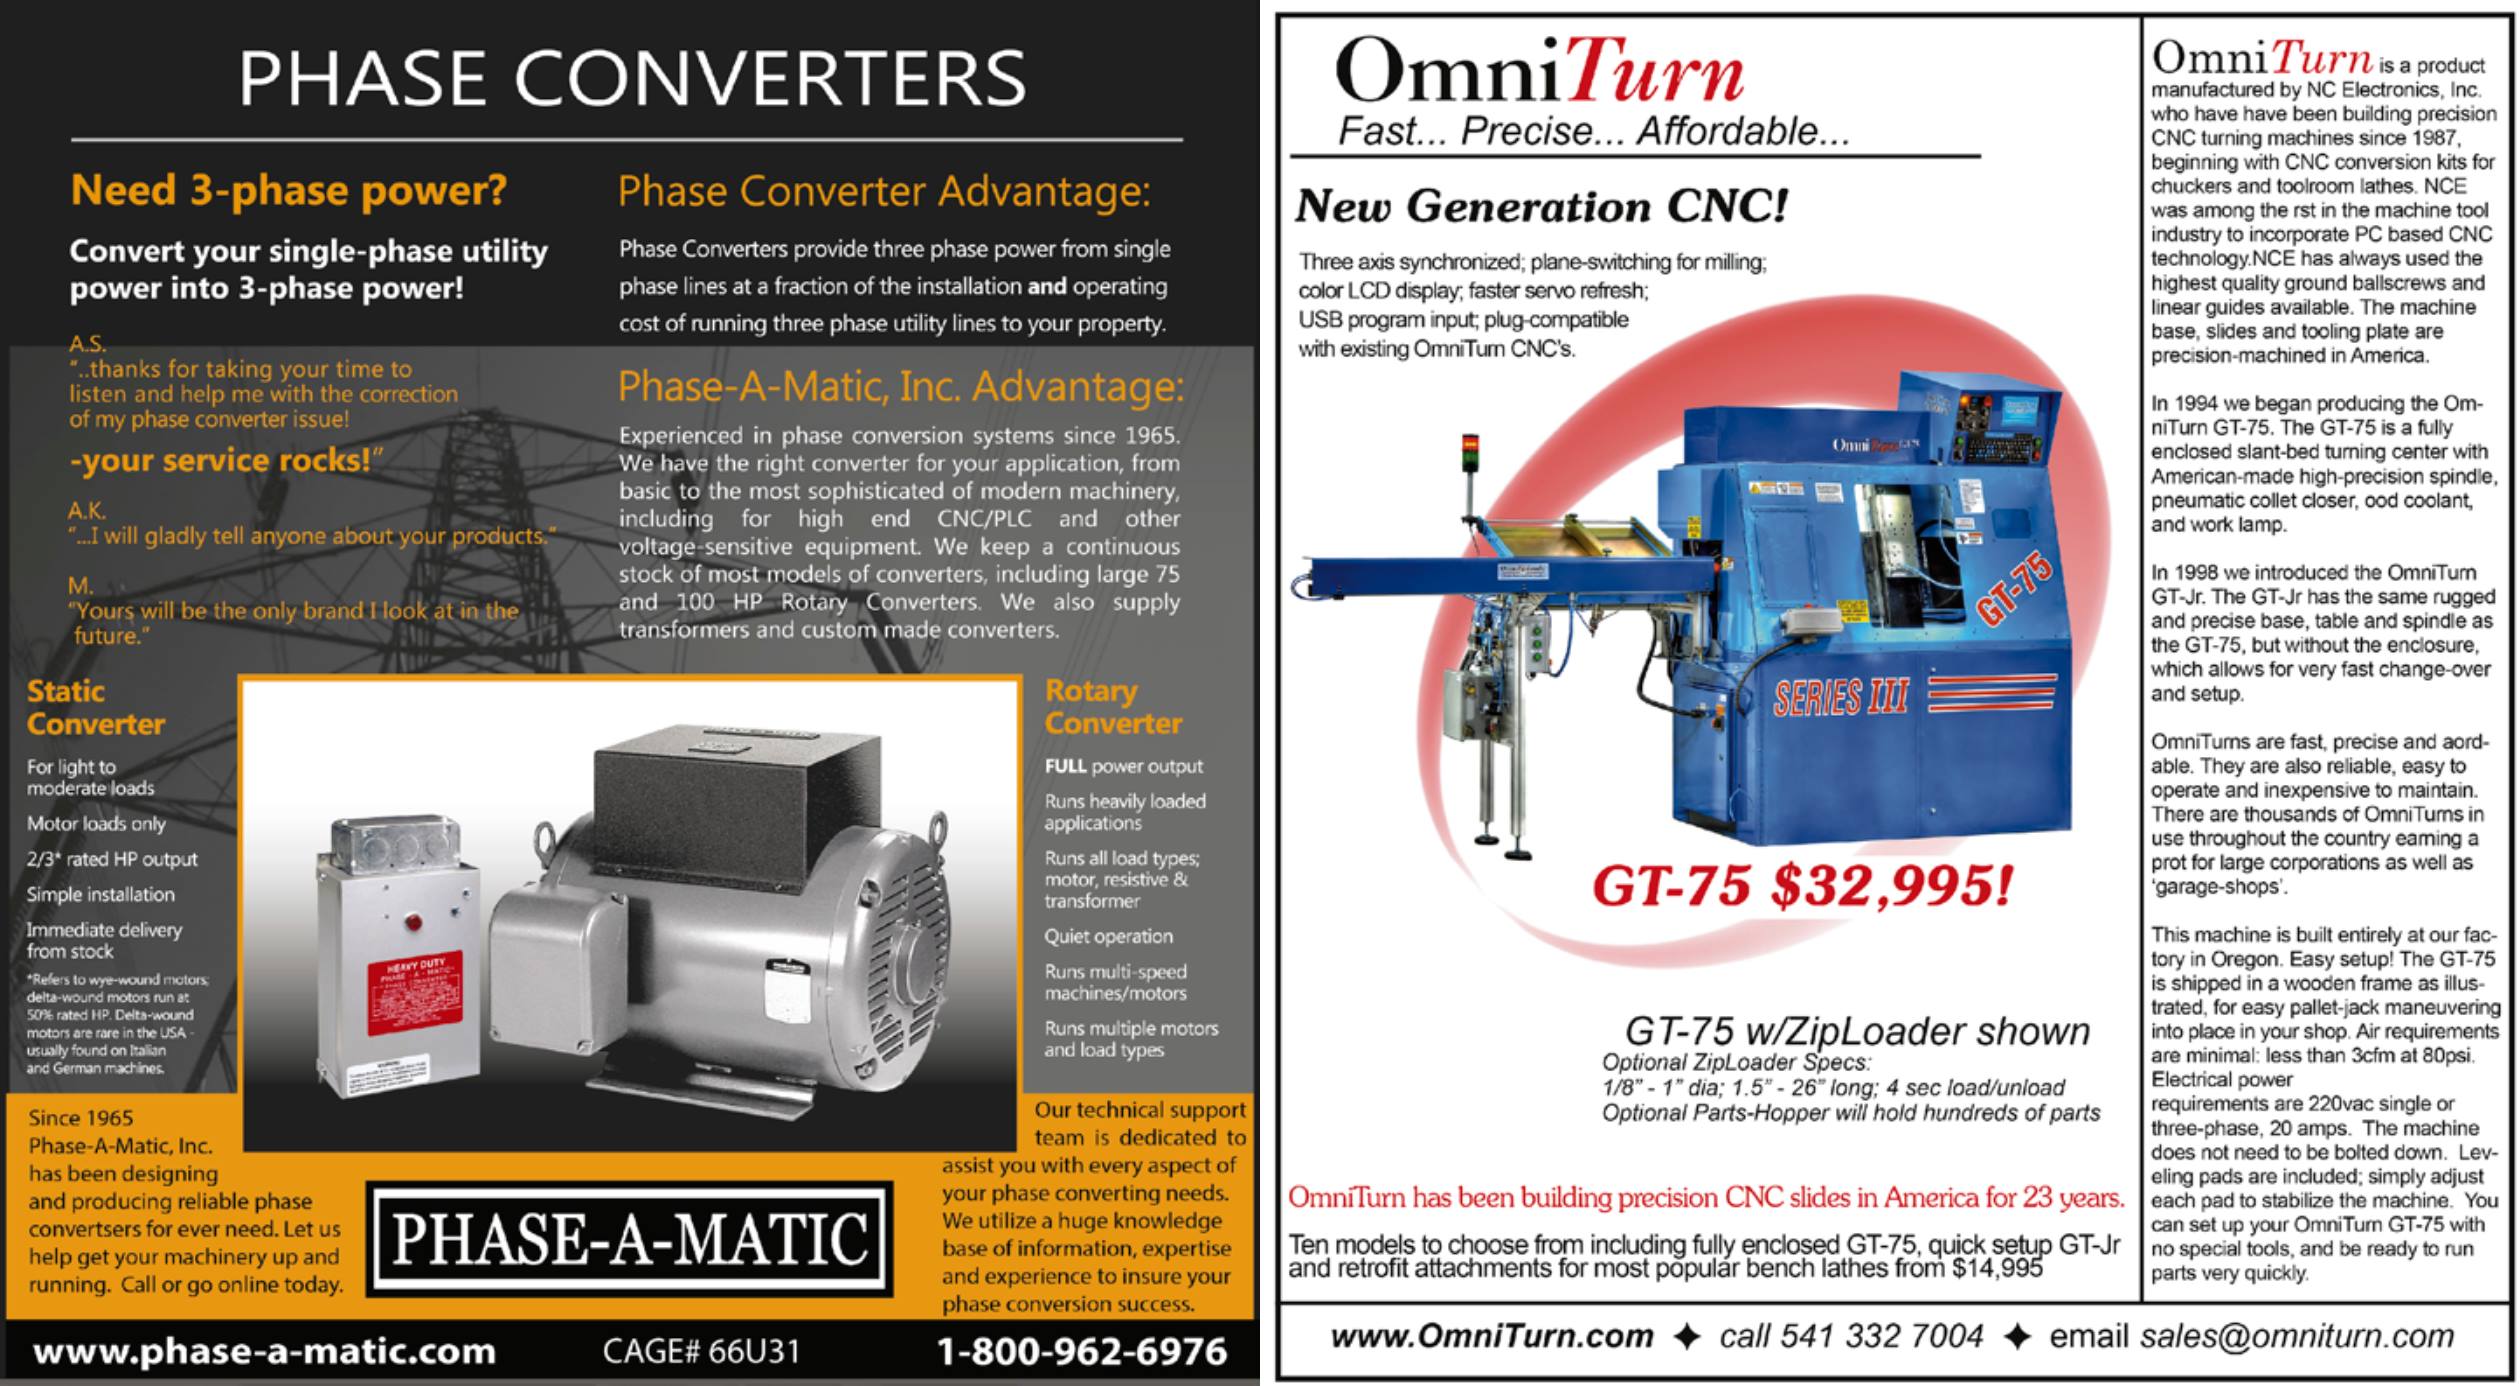 PHASE CONVERTERS
Need 3-phase power?
Convert your single-phase utility
power into 3-phase power!
A.S.
"..thanks for taking your time to
listen and help me with the correction
of my phase converter issue!
-your service rocks!"
A.K.
"...I will gladly tell anyone about your products."
M.
"Yours will be the only brand I look at in the
future."
Phase Converter Advantage:
Phase Converters provide three phase power from single
phase lines at a fraction of the installation and operating
cost of running three phase utility lines to your property.
Phase-A-Matic, Inc. Advantage:
Experienced in phase conversion systems since 1965.
We have the right converter for your application, from
basic to the most sophisticated of modern machinery,
including for high end CNC/PLC and other
voltage-sensitive equipment. We keep a continuous
stock of most models of converters, including large 75
and 100 HP Rotary Converters. We also supply
transformers and custom made converters.
Static
Converter
For light to
moderate loads
Motor loads only
2/3* rated HP output
Simple installation
Immediate delivery
from stock
*Refers to wye-wound motors;
delta-wound motors run at
50% rated HP. Delta-wound
motors are rare in the USA -
usually found on Italian
and German machines.
HEAVY DUTY
PHASE-A-MATIC
Rotary
Converter
FULL power output
Runs heavily loaded
applications
Runs all load types;
motor, resistive &
transformer
Quiet operation
Runs multi-speed
machines/motors
Runs multiple motors
and load types
Since 1965
Phase-A-Matic, Inc.
has been designing
and producing reliable phase
convertsers for ever need. Let us
help get your machinery up and
running. Call or go online today.
PHASE-A-MATIC
Our technical support
team is dedicated to
assist you with every aspect of
your phase converting needs.
We utilize a huge knowledge
base of information, expertise
and experience to insure your
phase conversion success.
www.phase-a-matic.com CAGE# 66U31 1-800-962-6976
OmniTurn
Fast... Precise... Affordable...
New Generation CNC!
Three axis synchronized; plane-switching for milling;
color LCD display; faster servo refresh;
USB program input; plug-compatible
with existing OmniTurn CNC's.
OmniTurn GT-75
GT-75
SERIES III
GT-75 $32,995!
GT-75 w/ZipLoader shown
Optional ZipLoader Specs:
1/8" - 1" dia; 1.5" - 26" long; 4 sec load/unload
Optional Parts-Hopper will hold hundreds of parts
OmniTurn has been building precision CNC slides in America for 23 years.
Ten models to choose from including fully enclosed GT-75, quick setup GT-Jr
and retrofit attachments for most popular bench lathes from $14,995
OmniTurn is a product
manufactured by NC Electronics, Inc.
who have have been building precision
CNC turning machines since 1987,
beginning with CNC conversion kits for
chuckers and toolroom lathes. NCE
was among the rst in the machine tool
industry to incorporate PC based CNC
technology.NCE has always used the
highest quality ground ballscrews and
linear guides available. The machine
base, slides and tooling plate are
precision-machined in America.
In 1994 we began producing the Om-
niTurn GT-75. The GT-75 is a fully
enclosed slant-bed turning center with
American-made high-precision spindle,
pneumatic collet closer, ood coolant,
and work lamp.
In 1998 we introduced the OmniTurn
GT-Jr. The GT-Jr has the same rugged
and precise base, table and spindle as
the GT-75, but without the enclosure,
which allows for very fast change-over
and setup.
OmniTurns are fast, precise and aord-
able. They are also reliable, easy to
operate and inexpensive to maintain.
There are thousands of OmniTurns in
use throughout the country earning a
prot for large corporations as well as
'garage-shops'.
This machine is built entirely at our fac-
tory in Oregon. Easy setup! The GT-75
is shipped in a wooden frame as illus-
trated, for easy pallet-jack maneuvering
into place in your shop. Air requirements
are minimal: less than 3cfm at 80psi.
Electrical power
requirements are 220vac single or
three-phase, 20 amps. The machine
does not need to be bolted down. Lev-
eling pads are included; simply adjust
each pad to stabilize the machine. You
can set up your OmniTurn GT-75 with
no special tools, and be ready to run
parts very quickly.
www.OmniTurn.com ✦ call 541 332 7004 ✦ email sales@omniturn.com